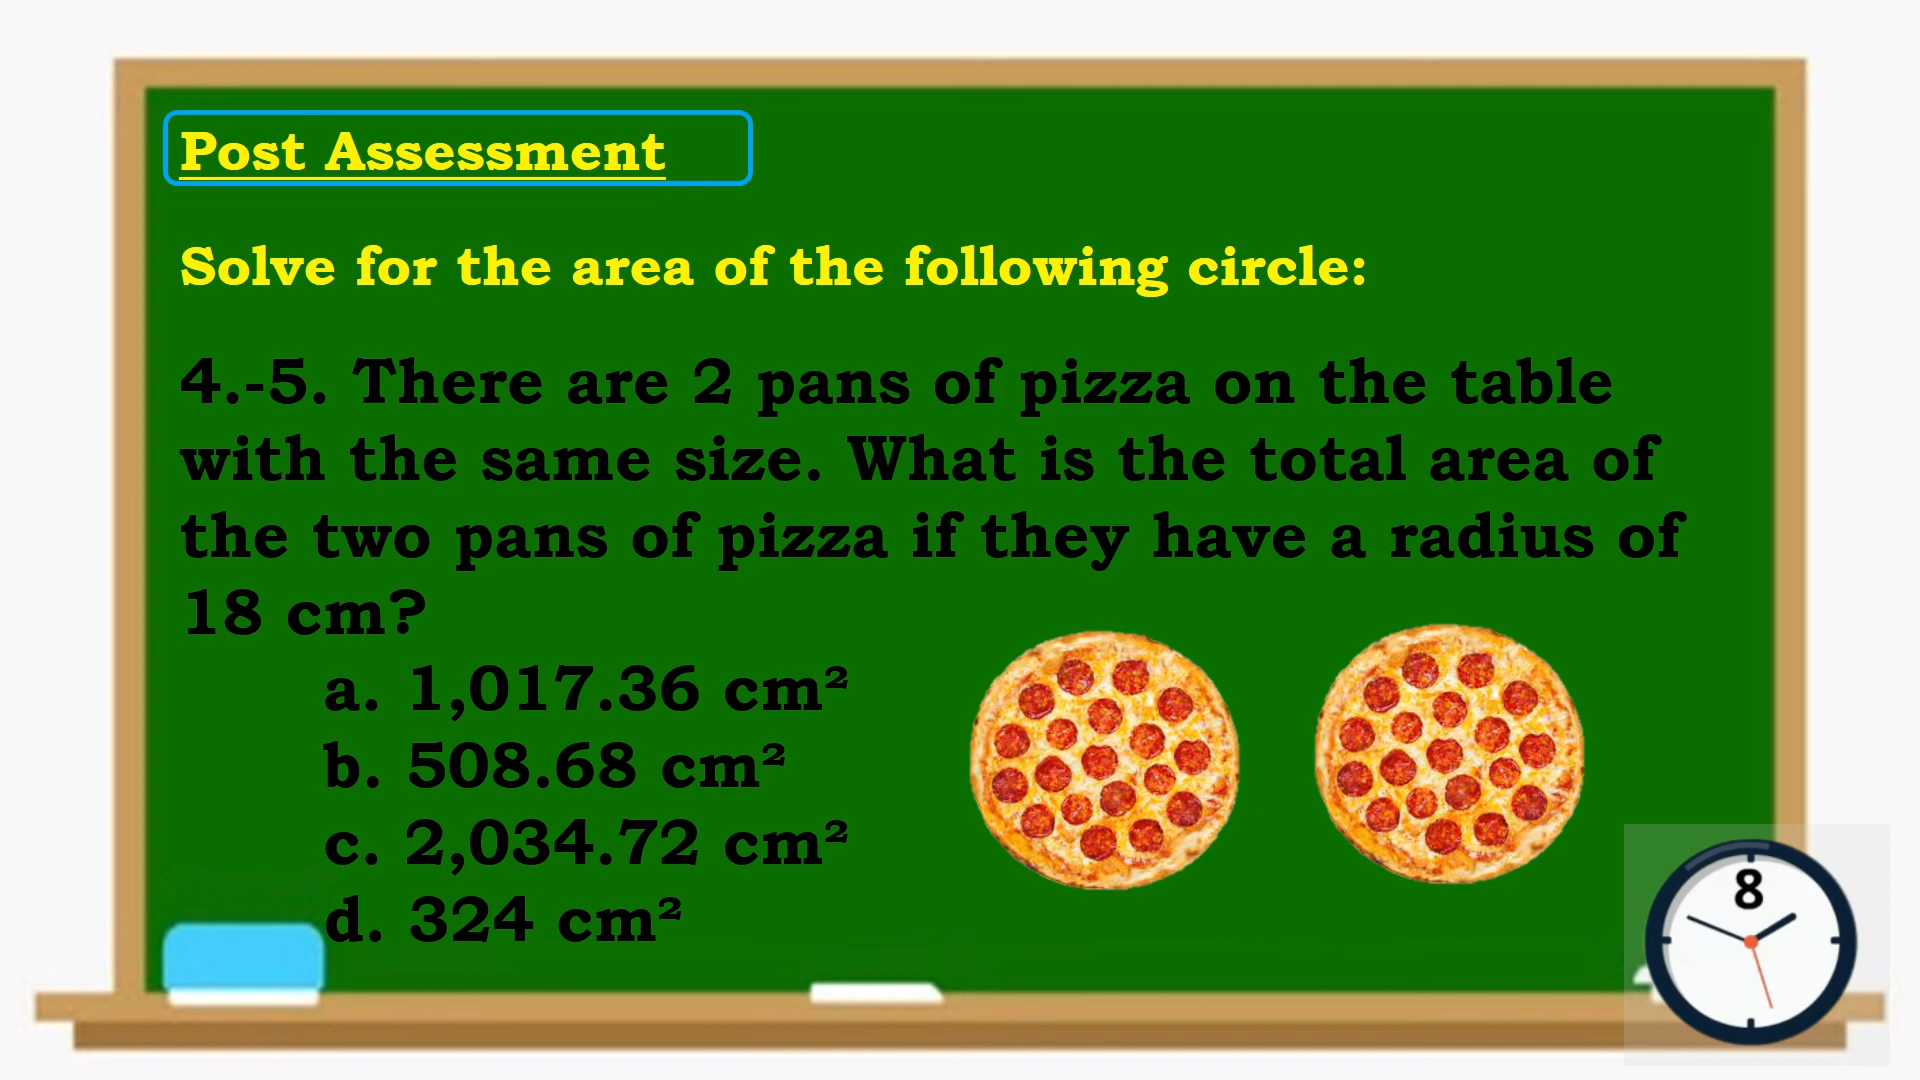 Post Assessment
Solve for the area of the following circle:
4.-5. There are 2 pans of pizza on the table
with the same size. What is the total area of
the two pans of pizza if they have a radius of
18 cm?
a. 1,017.36 cm²
b. 508.68 cm²
c. 2,034.72 cm²
d. 324 cm²
8